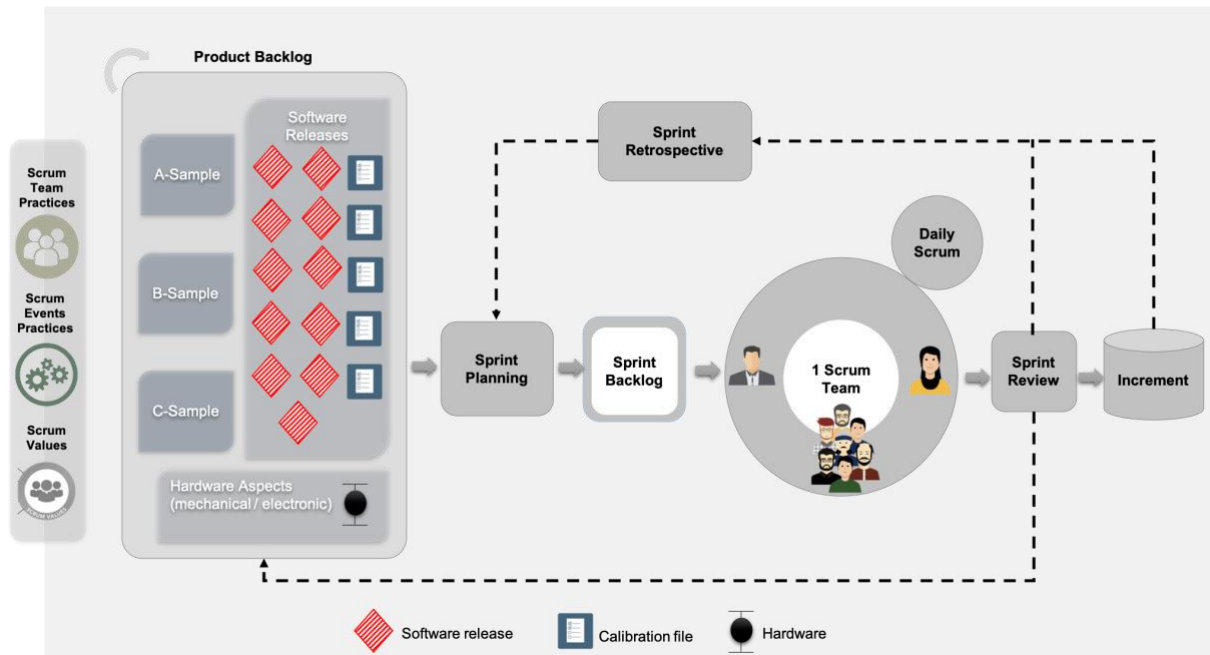 Product Backlog
Scrum
Team
Practices
Scrum
Events
Practices
Scrum
Values
SCRUM VALUES
Software
Releases
A-Sample
B-Sample
C-Sample
Hardware Aspects
(mechanical / electronic)
Sprint
Planning
Sprint
Backlog
Sprint
Retrospective
Daily
Scrum
1 Scrum
Team
Sprint
Review
Increment
Software release
Calibration file
Hardware